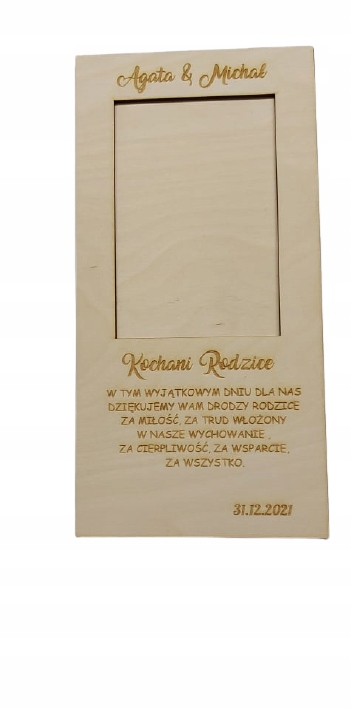 Agata & Michał
Kochani Rodzice
W TYM WYJĄTKOWYM DNIU DLA NAS
DZIĘKUJEMY WAM DRODZY RODZICE
ZA MIŁOŚĆ, ZA TRUD WŁOŻONY
W NASZE WYCHOWANIE ,
ZA CIERPLIWOŚĆ, ZA WSPARCIE,
ZA WSZYSTKO.
31.12.2021